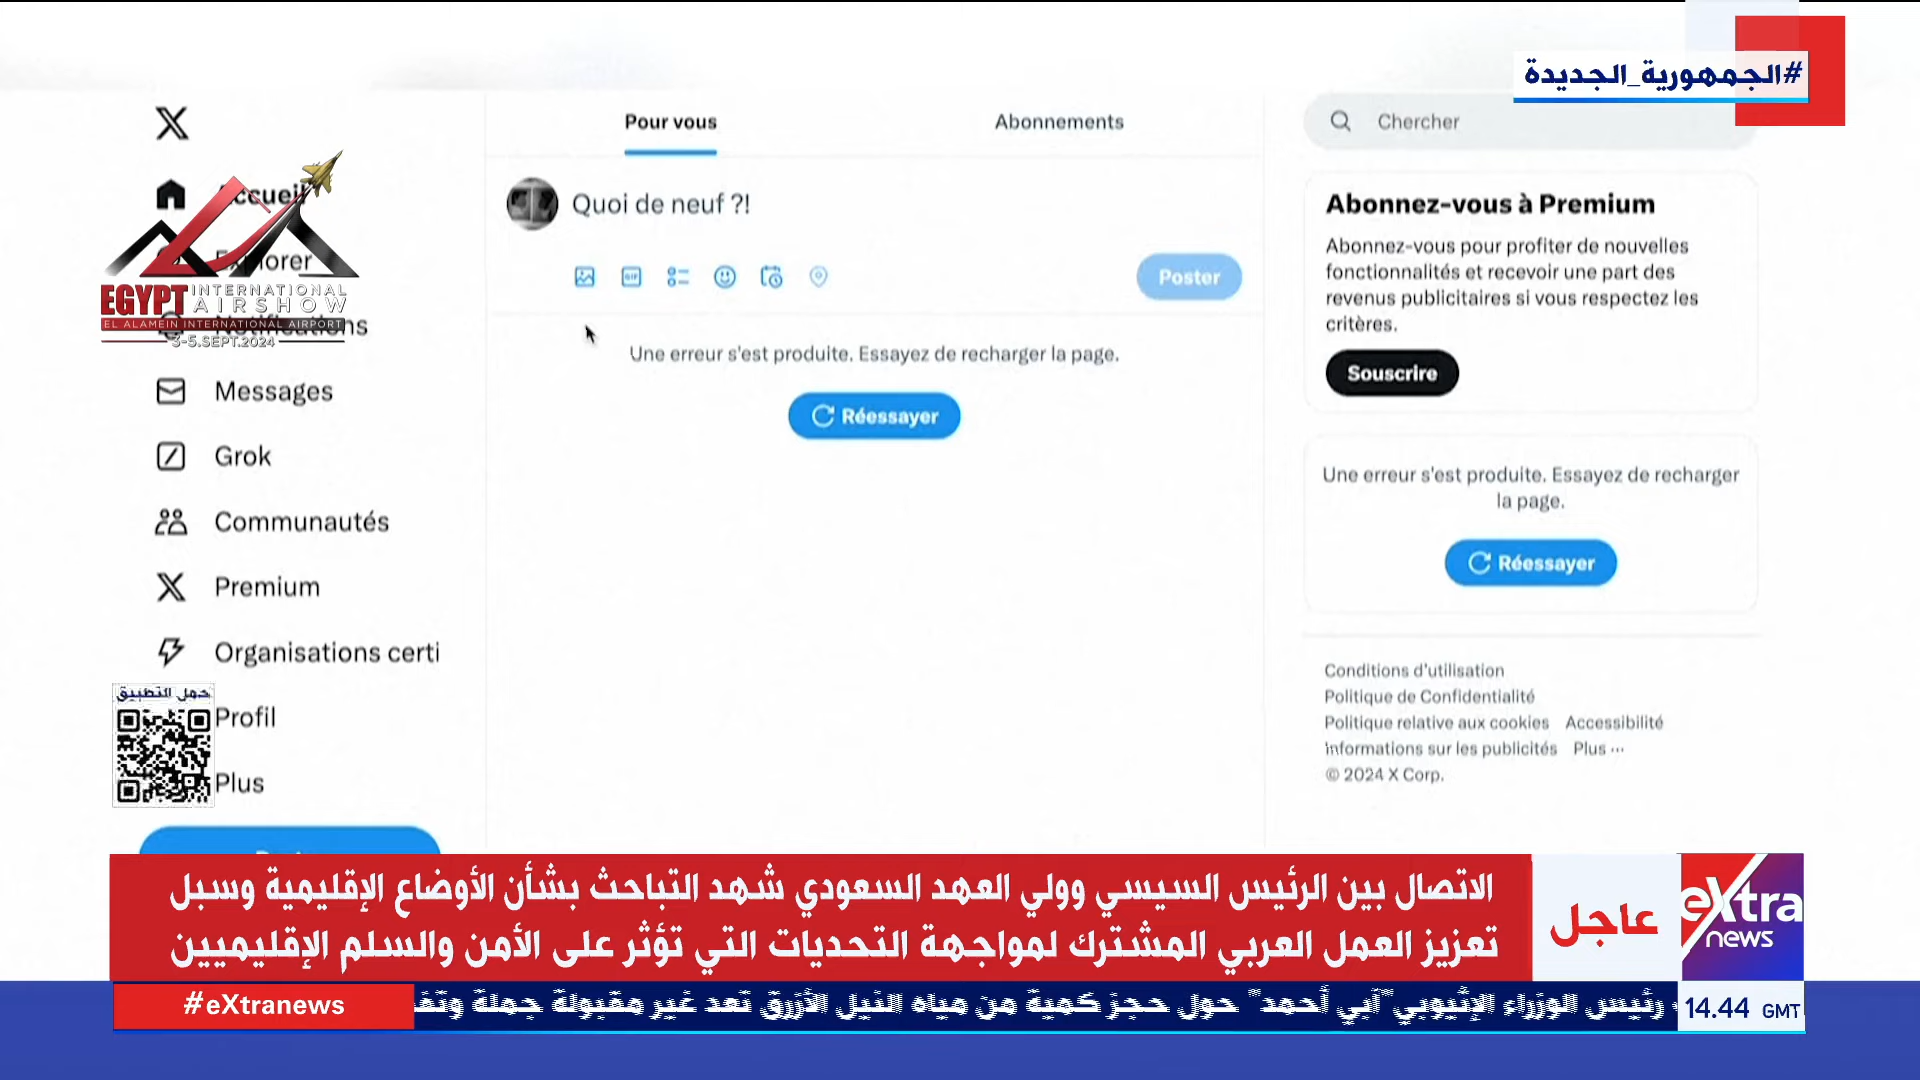 #الجمهورية_الجديدة
Accueil
Explorer
Notifications
Messages
Grok
Communautés
Premium
Organisations certi
Profil
Plus
EGYPT INTERNATIONAL AIRSHOW
EL ALAMEIN INTERNATIONAL AIRPORT
3-5.SEPT.2024
حمل التطبيق
Pour vous
Abonnements
Quoi de neuf ?!
GIF
Poster
Une erreur s'est produite. Essayez de recharger la page.
Réessayer
Chercher
Abonnez-vous à Premium
Abonnez-vous pour profiter de nouvelles
fonctionnalités et recevoir une part des
revenus publicitaires si vous respectez les
critères.
Souscrire
Une erreur s'est produite. Essayez de recharger
la page.
Réessayer
Conditions d'utilisation
Politique de Confidentialité
Politique relative aux cookies Accessibilité
Informations sur les publicités Plus ···
© 2024 X Corp.
عاجل
الاتصال بين الرئيس السيسي وولي العهد السعودي شهد التباحث بشأن الأوضاع الإقليمية وسبل
تعزيز العمل العربي المشترك لمواجهة التحديات التي تؤثر على الأمن والسلم الإقليميين
eXtra
news
#eXtranews
رئيس الوزراء الإثيوبي "آبي أحمد" حول حجز كمية من مياه النيل الأزرق تعد غير مقبولة جملة
14.44 GMT